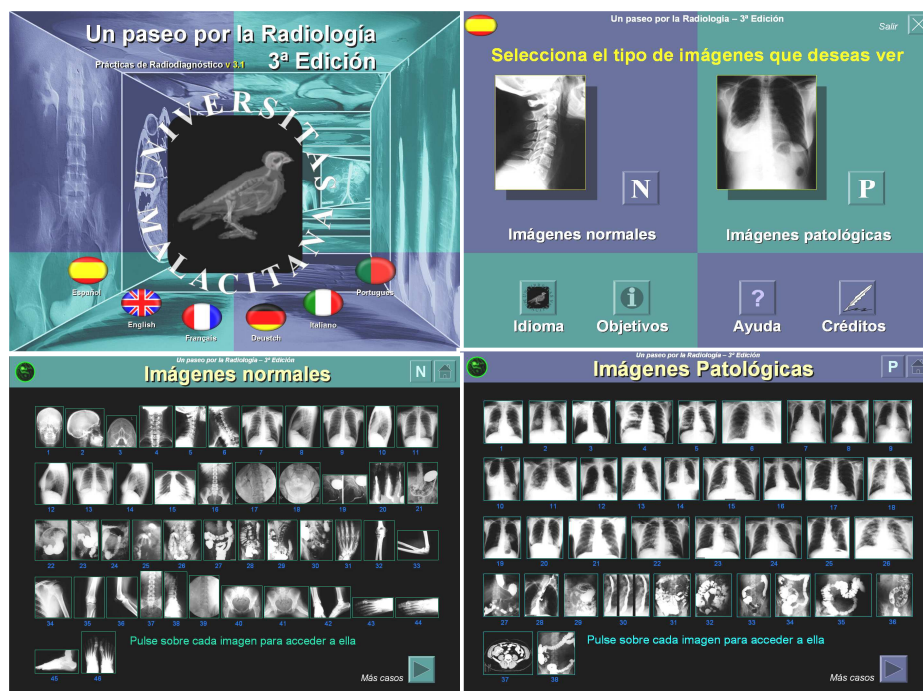 Un paseo por la Radiología
3ª Edición
Prácticas de Radiodiagnóstico v 3.1
UNIVERSITAS
MALACITANA
Español
English
Français
Deustch
Italiano
Portugués
Un paseo por la Radiología – 3ª Edición
Salir
Selecciona el tipo de imágenes que deseas ver
N
P
Imágenes normales
Imágenes patológicas
Idioma
Objetivos
?
Ayuda
Créditos
Un paseo por la Radiología – 3ª Edición
Imágenes normales
N
1 2 3 4 5 6 7 8 9 10 11
12 13 14 15 16 17 18 19 20 21
22 23 24 25 26 27 28 29 30 31 32 33
34 35 36 37 38 39 40 41 42 43 44
Pulse sobre cada imagen para acceder a ella
45 46
Más casos
Un paseo por la Radiología – 3ª Edición
Imágenes Patológicas
P
1 2 3 4 5 6 7 8 9
10 11 12 13 14 15 16 17 18
19 20 21 22 23 24 25 26
27 28 29 30 31 32 33 34 35 36
Pulse sobre cada imagen para acceder a ella
37 38
Más casos